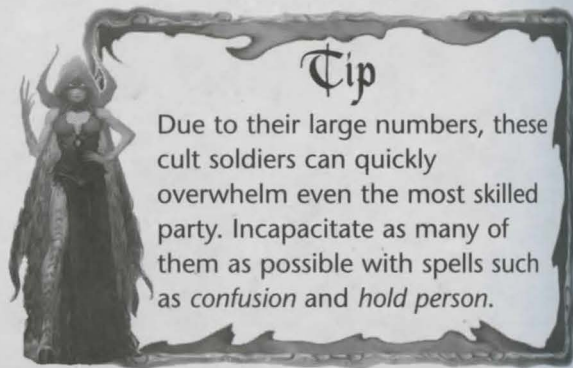 Tip
Due to their large numbers, these
cult soldiers can quickly
overwhelm even the most skilled
party. Incapacitate as many of
them as possible with spells such
as confusion and hold person.